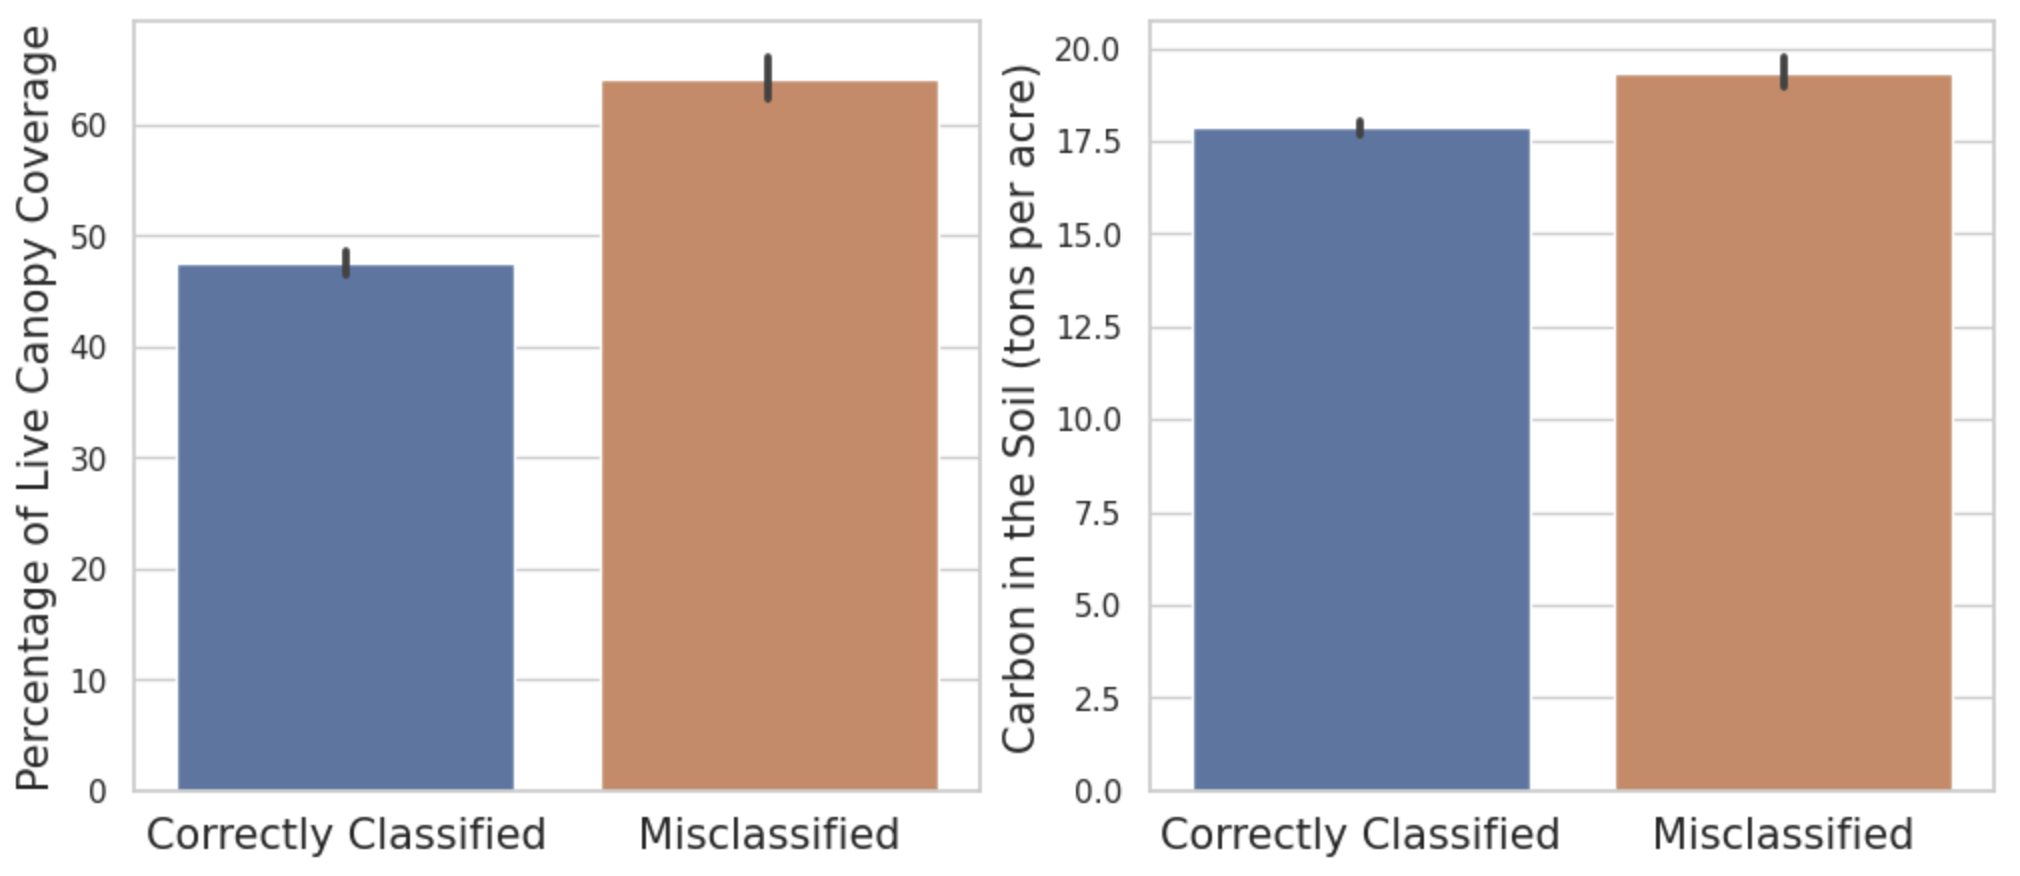 Percentage of Live Canopy Coverage
60
50
40
30
20
10
0
Correctly Classified
Misclassified
Carbon in the Soil (tons per acre)
20.0
17.5
15.0
12.5
10.0
7.5
5.0
2.5
0.0
Correctly Classified
Misclassified